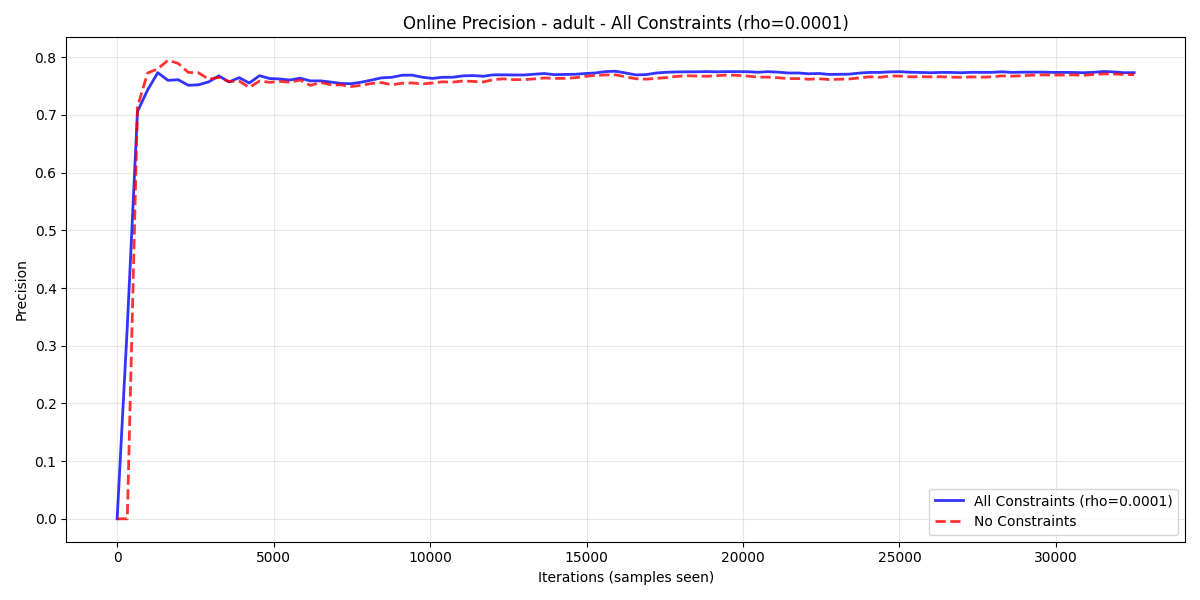 Online Precision - adult - All Constraints (rho=0.0001)
Precision
0.8
0.7
0.6
0.5
0.4
0.3
0.2
0.1
0.0
0 5000 10000 15000 20000 25000 30000
Iterations (samples seen)
All Constraints (rho=0.0001)
No Constraints